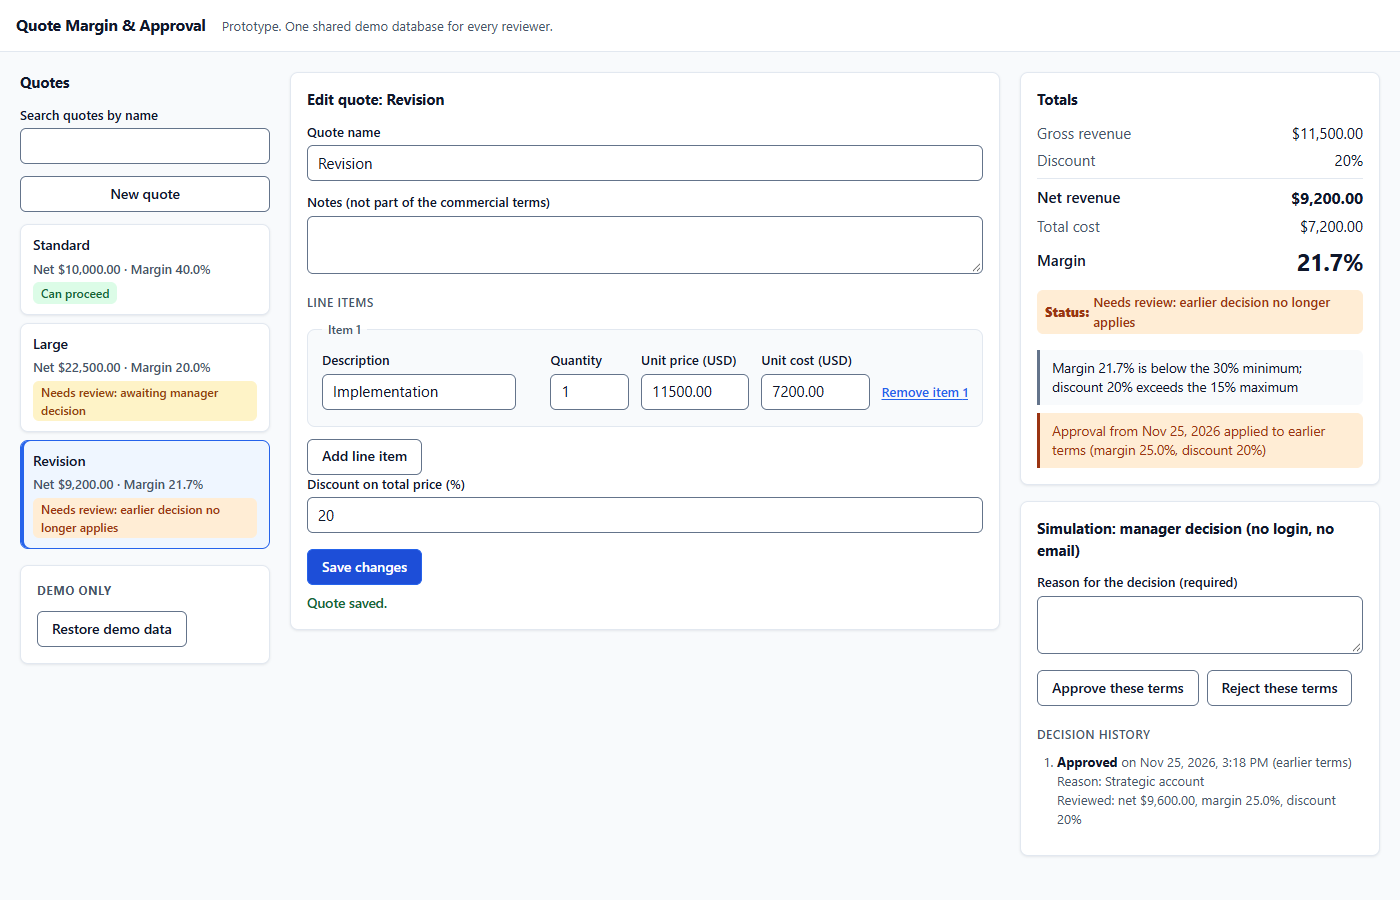 Quote Margin & Approval
Prototype. One shared demo database for every reviewer.
Quotes
Search quotes by name
New quote
Standard
Net $10,000.00 · Margin 40.0%
Can proceed
Large
Net $22,500.00 · Margin 20.0%
Needs review: awaiting manager
decision
Revision
Net $9,200.00 · Margin 21.7%
Needs review: earlier decision no
longer applies
DEMO ONLY
Restore demo data
Edit quote: Revision
Quote name
Revision
Notes (not part of the commercial terms)
LINE ITEMS
Item 1
Description
Quantity
Unit price (USD)
Unit cost (USD)
Implementation
1
11500.00
7200.00
Remove item 1
Add line item
Discount on total price (%)
20
Save changes
Quote saved.
Totals
Gross revenue
$11,500.00
Discount
20%
Net revenue
$9,200.00
Total cost
$7,200.00
Margin
21.7%
Status: Needs review: earlier decision no longer
applies
Margin 21.7% is below the 30% minimum;
discount 20% exceeds the 15% maximum
Approval from Nov 25, 2026 applied to earlier
terms (margin 25.0%, discount 20%)
Simulation: manager decision (no login, no
email)
Reason for the decision (required)
Approve these terms
Reject these terms
DECISION HISTORY
1. Approved on Nov 25, 2026, 3:18 PM (earlier terms)
Reason: Strategic account
Reviewed: net $9,600.00, margin 25.0%, discount
20%